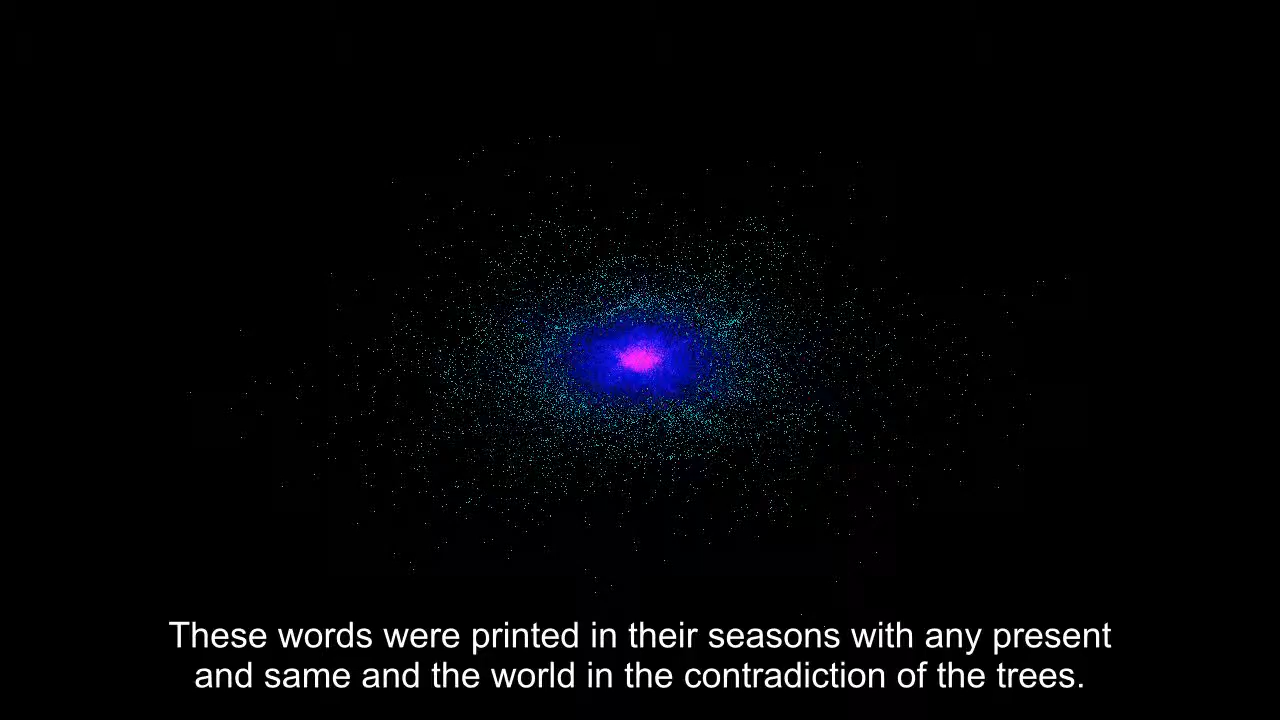 These words were printed in their seasons with any present
and same and the world in the contradiction of the trees.